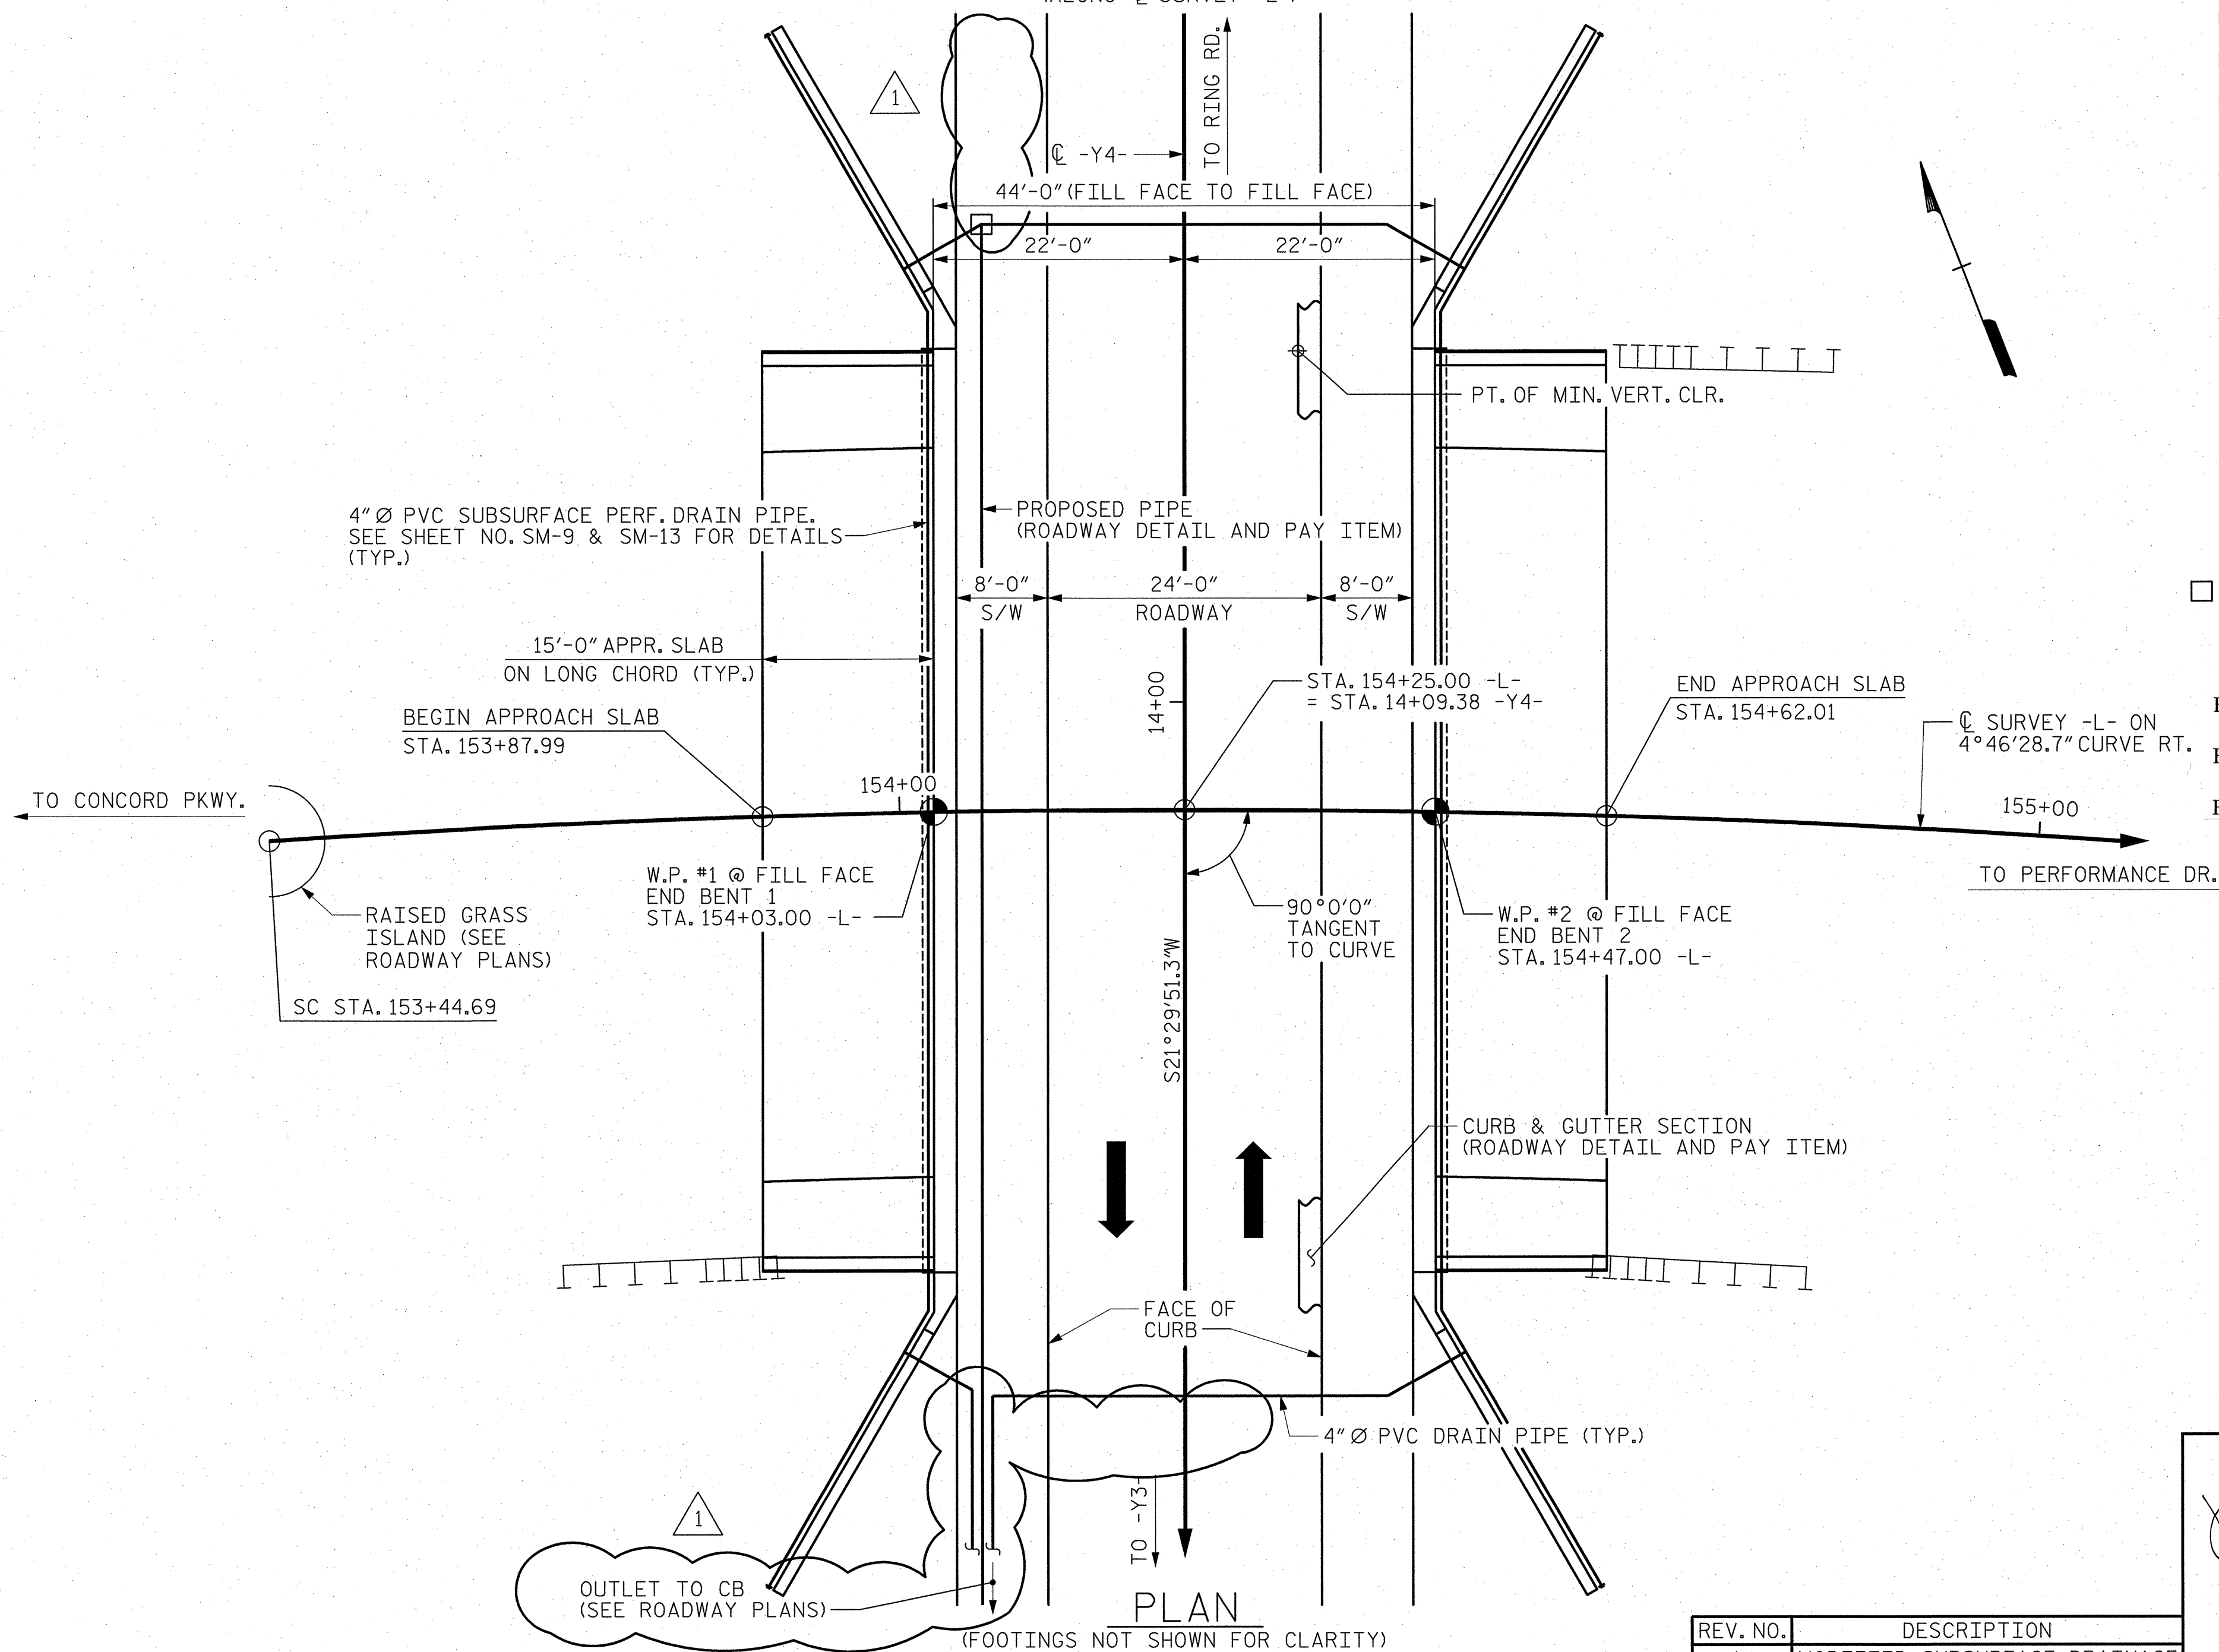 1
℄ -Y4-
TO RING RD.
44'-0" (FILL FACE TO FILL FACE)
22'-0"
22'-0"
PT. OF MIN. VERT. CLR.
4" Ø PVC SUBSURFACE PERF. DRAIN PIPE.
SEE SHEET NO. SM-9 & SM-13 FOR DETAILS
(TYP.)
PROPOSED PIPE
(ROADWAY DETAIL AND PAY ITEM)
8'-0"
S/W
24'-0"
ROADWAY
8'-0"
S/W
15'-0" APPR. SLAB
ON LONG CHORD (TYP.)
14+00
STA. 154+25.00 -L-
= STA. 14+09.38 -Y4-
END APPROACH SLAB
STA. 154+62.01
BEGIN APPROACH SLAB
STA. 153+87.99
℄ SURVEY -L- ON
4°46'28.7" CURVE RT.
TO CONCORD PKWY.
154+00
155+00
TO PERFORMANCE DR.
W.P. #1 @ FILL FACE
END BENT 1
STA. 154+03.00 -L-
RAISED GRASS
ISLAND (SEE
ROADWAY PLANS)
90°0'0"
TANGENT
TO CURVE
W.P. #2 @ FILL FACE
END BENT 2
STA. 154+47.00 -L-
SC STA. 153+44.69
S21°29'51.3"W
CURB & GUTTER SECTION
(ROADWAY DETAIL AND PAY ITEM)
FACE OF
CURB
4" Ø PVC DRAIN PIPE (TYP.)
1
TO -Y3-
OUTLET TO CB
(SEE ROADWAY PLANS)
PLAN
(FOOTINGS NOT SHOWN FOR CLARITY)
REV. NO.
DESCRIPTION